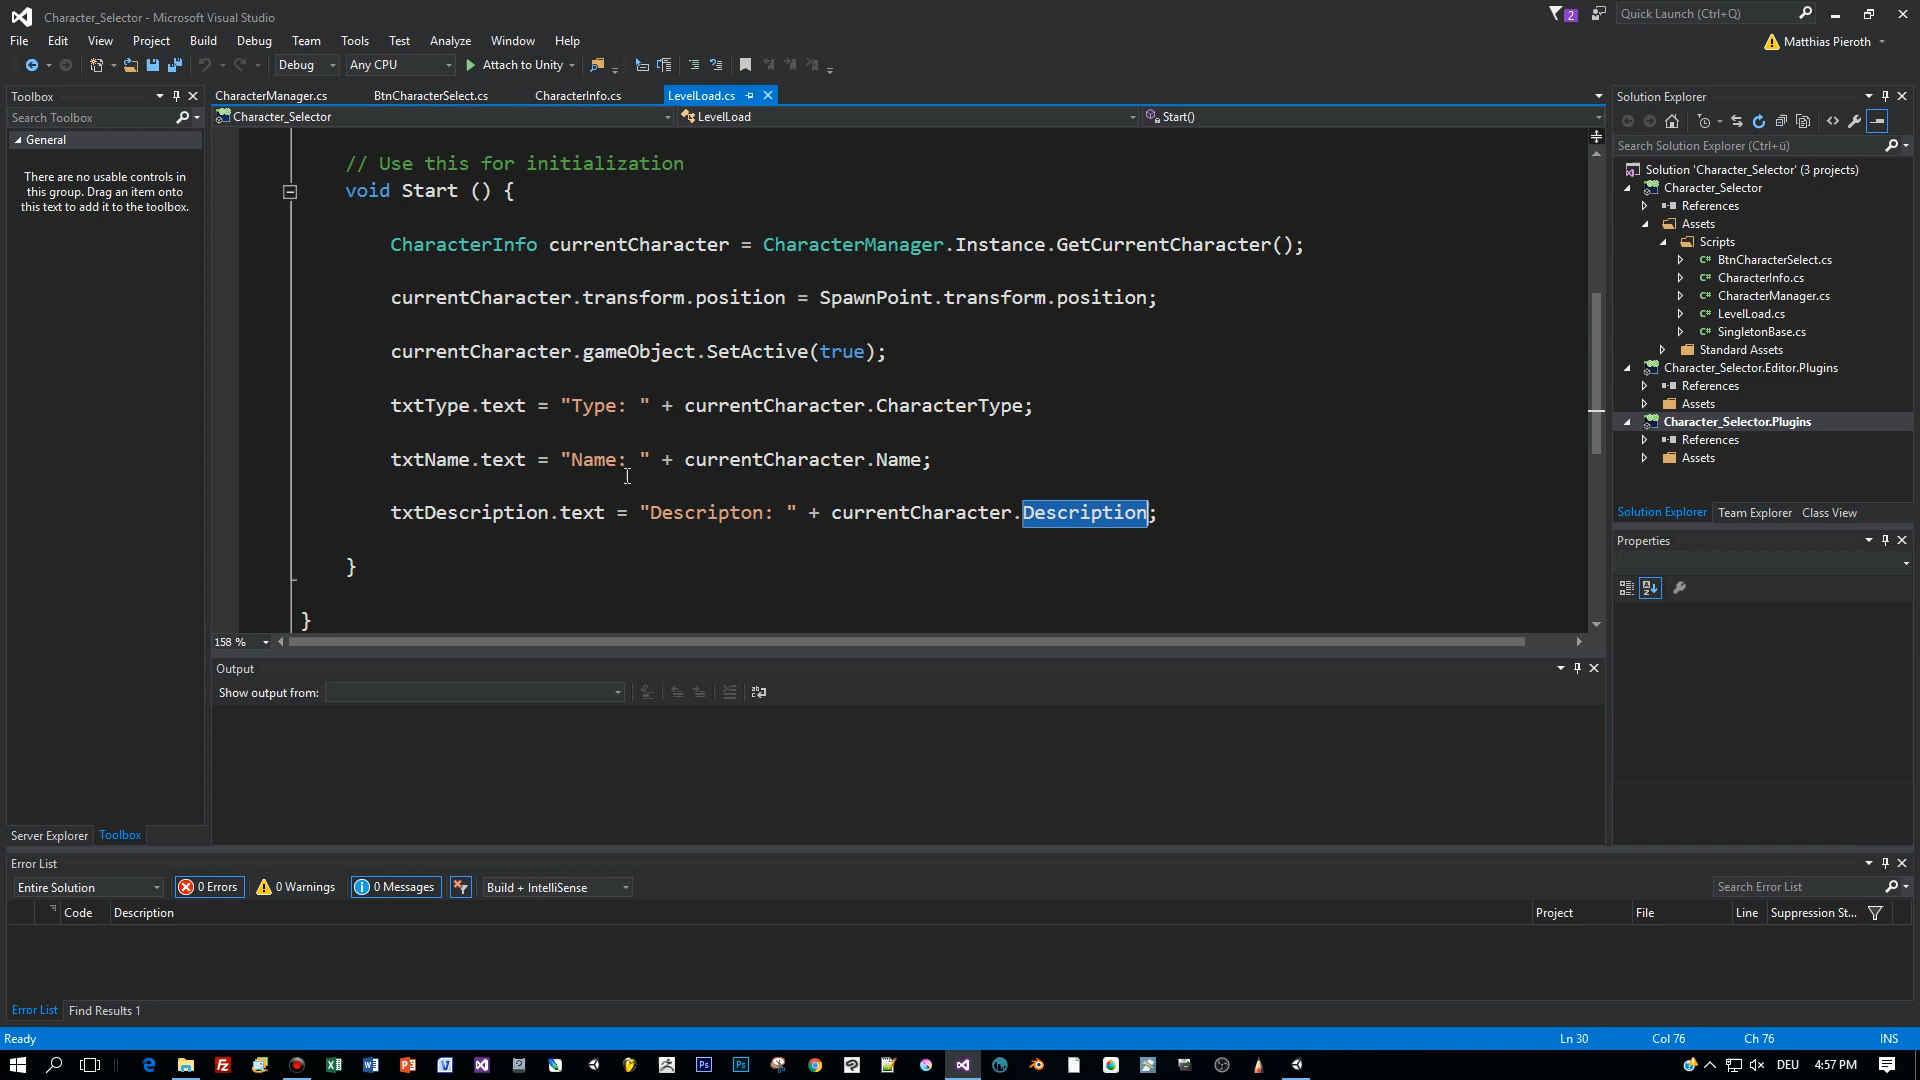 Character_Selector - Microsoft Visual Studio
2
Quick Launch (Ctrl+Q)
File Edit View Project Build Debug Team Tools Test Analyze Window Help
Matthias Pieroth
Debug Any CPU Attach to Unity
Toolbox
CharacterManager.cs BtnCharacterSelect.cs CharacterInfo.cs LevelLoad.cs
Solution Explorer
Search Toolbox
Character_Selector LevelLoad Start()
General
There are no usable controls in
this group. Drag an item onto
this text to add it to the toolbox.
// Use this for initialization
void Start () {
CharacterInfo currentCharacter = CharacterManager.Instance.GetCurrentCharacter();
currentCharacter.transform.position = SpawnPoint.transform.position;
currentCharacter.gameObject.SetActive(true);
txtType.text = "Type: " + currentCharacter.CharacterType;
txtName.text = "Name: " + currentCharacter.Name;
txtDescription.text = "Descripton: " + currentCharacter.Description;
}
}
158 %
Search Solution Explorer (Ctrl+ü)
Solution 'Character_Selector' (3 projects)
Character_Selector
References
Assets
Scripts
C# BtnCharacterSelect.cs
C# CharacterInfo.cs
C# CharacterManager.cs
C# LevelLoad.cs
C# SingletonBase.cs
Standard Assets
Character_Selector.Editor.Plugins
References
Assets
Character_Selector.Plugins
References
Assets
Solution Explorer Team Explorer Class View
Properties
Output
Show output from:
Server Explorer Toolbox
Error List
Entire Solution 0 Errors 0 Warnings 0 Messages Build + IntelliSense
Search Error List
Code Description Project File Line Suppression St...
Error List Find Results 1
Ready Ln 30 Col 76 Ch 76 INS
DEU 4:57 PM